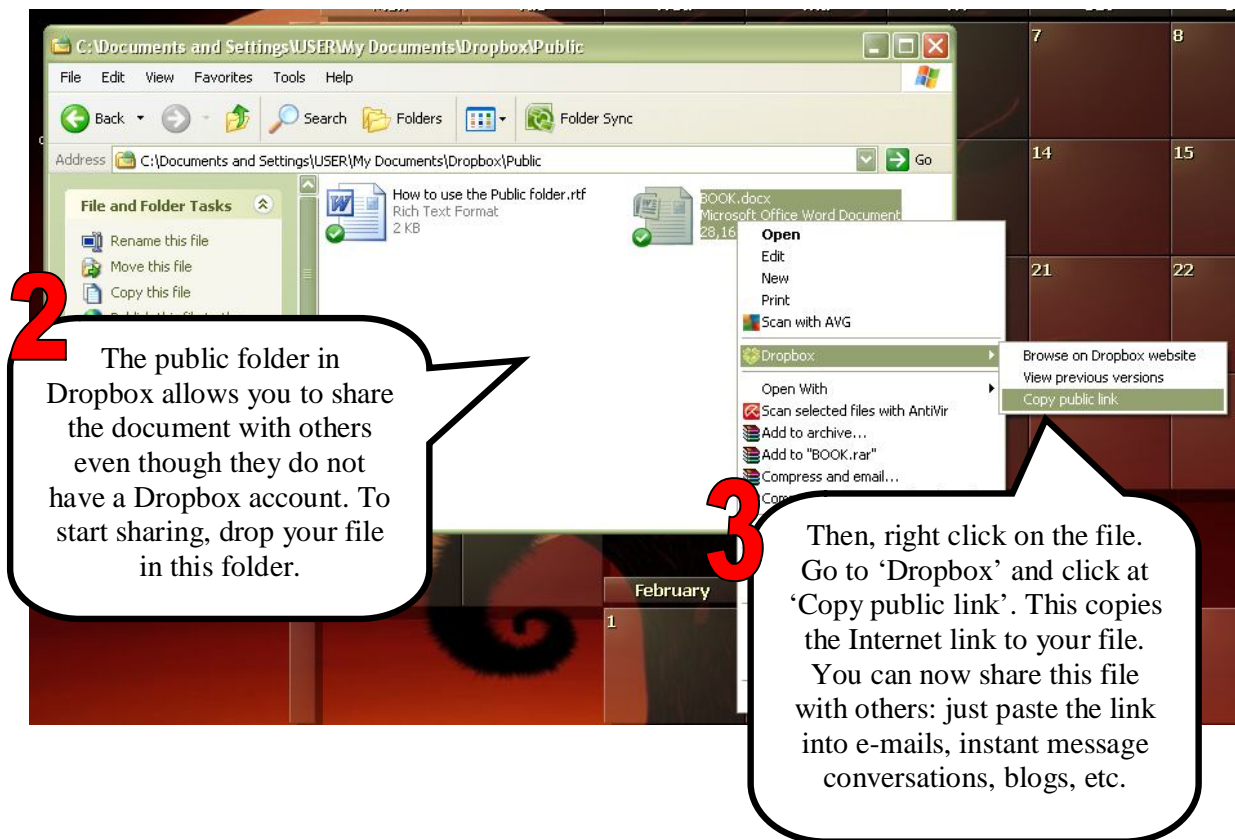 7
8
C:\Documents and Settings\USER\My Documents\Dropbox\Public
File Edit View Favorites Tools Help
Back Search Folders Folder Sync
Address C:\Documents and Settings\USER\My Documents\Dropbox\Public Go
14
15
File and Folder Tasks
Rename this file
Move this file
Copy this file
How to use the Public folder.rtf
Rich Text Format
2 KB
BOOK.docx
Microsoft Office Word Document
28,16
Open
Edit
New
Print
Scan with AVG
Dropbox
Open With
Scan selected files with AntiVir
Add to archive...
Add to "BOOK.rar"
Compress and email...
Browse on Dropbox website
View previous versions
Copy public link
21
22
2
The public folder in
Dropbox allows you to share
the document with others
even though they do not
have a Dropbox account. To
start sharing, drop your file
in this folder.
3
Then, right click on the file.
Go to ‘Dropbox’ and click at
‘Copy public link’. This copies
the Internet link to your file.
You can now share this file
with others: just paste the link
into e-mails, instant message
conversations, blogs, etc.
February
1